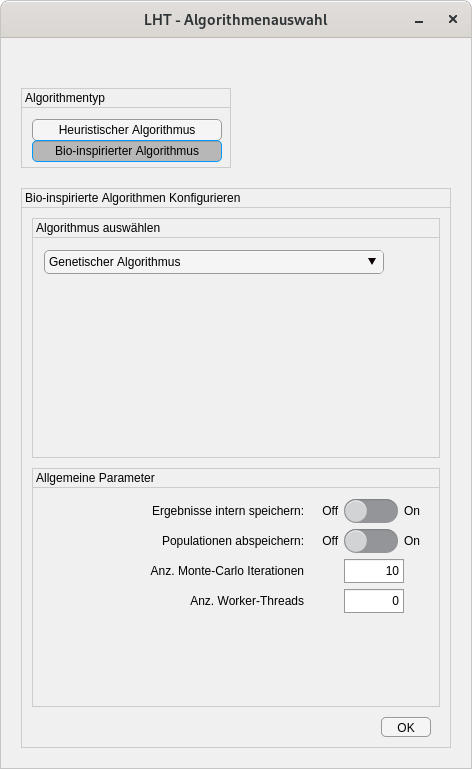 LHT - Algorithmenauswahl
Algorithmentyp
Heuristischer Algorithmus
Bio-inspirierter Algorithmus
Bio-inspirierte Algorithmen Konfigurieren
Algorithmus auswählen
Genetischer Algorithmus
Allgemeine Parameter
Ergebnisse intern speichern: Off On
Populationen abspeichern: Off On
Anz. Monte-Carlo Iterationen 10
Anz. Worker-Threads 0
OK